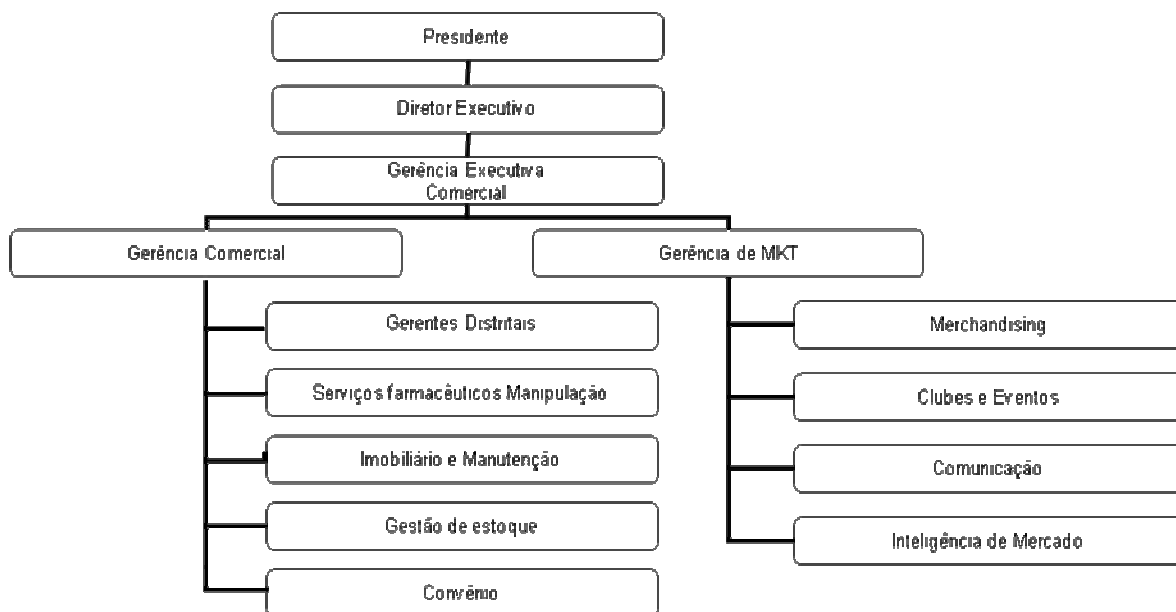 Presidente
Diretor Executivo
Gerência Executiva
Comercial
Gerência Comercial
Gerência de MKT
Gerentes Distritais
Serviços farmacêuticos Manipulação
Imobiliário e Manutenção
Gestão de estoque
Convênio
Merchandising
Clubes e Eventos
Comunicação
Inteligência de Mercado